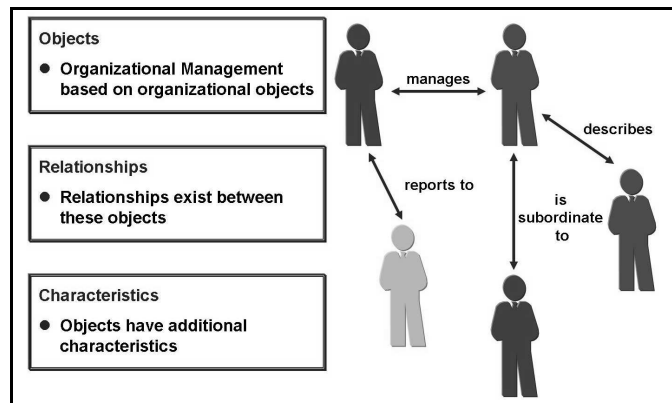 Objects
● Organizational Management
based on organizational objects
Relationships
● Relationships exist between
these objects
Characteristics
● Objects have additional
characteristics
manages
describes
reports to
is
subordinate
to